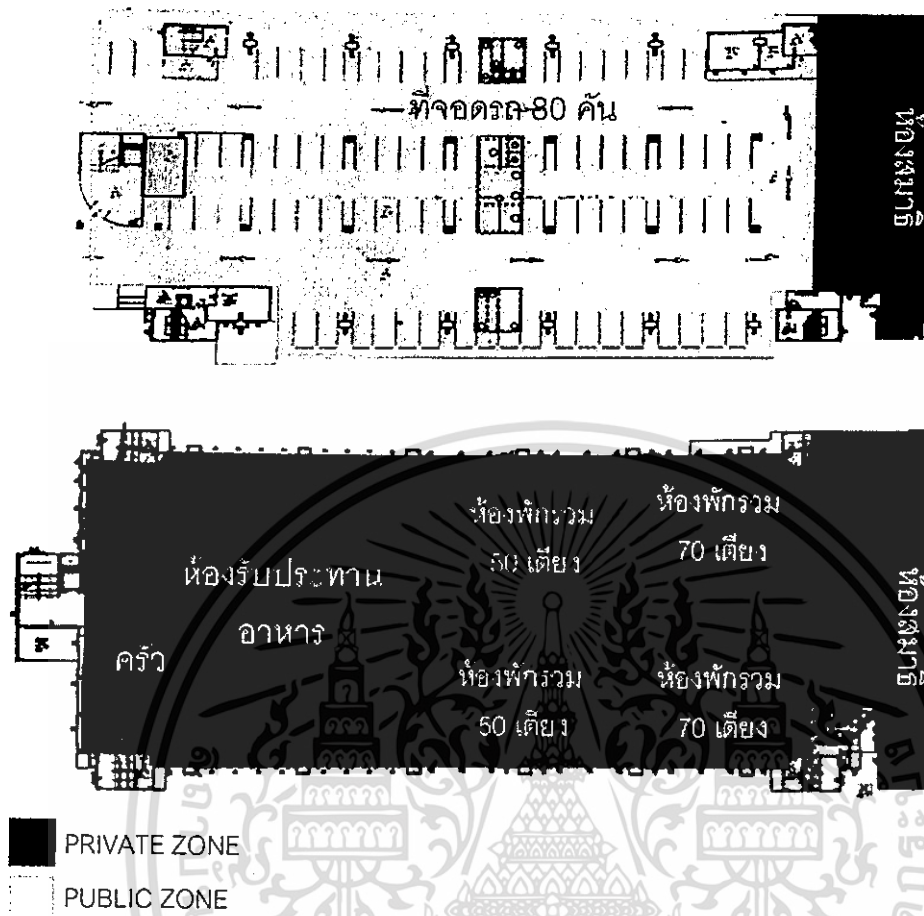 ที่จอดรถ 80 คัน
ห้องสมาธิ
ห้องพักรวม
50 เตียง
ห้องพักรวม
70 เตียง
ห้องรับประทาน
อาหาร
ครัว
ห้องสมาธิ
ห้องพักรวม
50 เตียง
ห้องพักรวม
70 เตียง
PRIVATE ZONE
PUBLIC ZONE